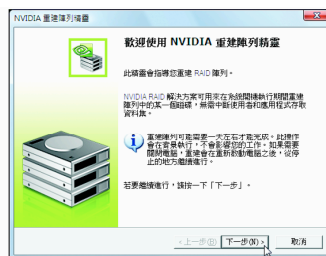 NVIDIA 重建陣列精靈
歡迎使用 NVIDIA 重建陣列精靈
此精靈會指導您重建 RAID 陣列。
NVIDIA RAID 解決方案可用來在系統開機執行期間重建
陣列中的某一個磁碟，無需中斷使用者和應用程式存取
資料集。
重建陣列可能需要一天左右才能完成。此操作
會在背景執行，不會影響您的工作。如果需要
關閉電腦，重建會在重新啟動電腦之後，從停
止的地方繼續進行。
若要繼續進行，請按一下「下一步」。
<上一步(B)
下一步(N)>
取消